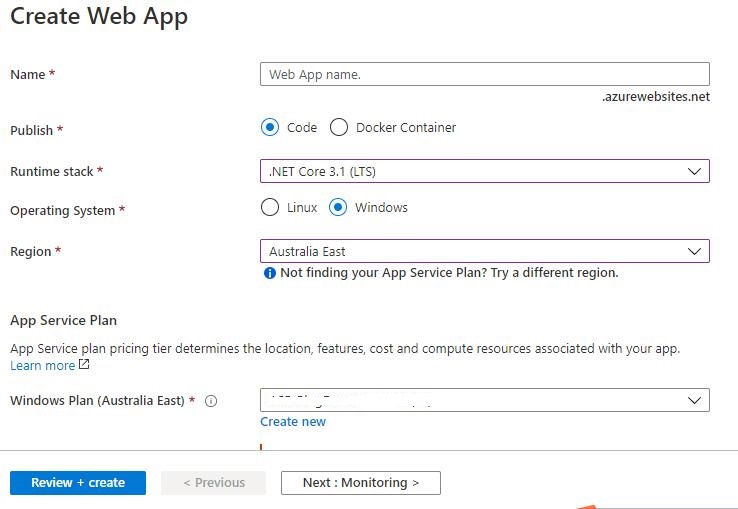 Create Web App
Name * Web App name.
.azurewebsites.net
Publish * Code Docker Container
Runtime stack * .NET Core 3.1 (LTS)
Operating System * Linux Windows
Region * Australia East
Not finding your App Service Plan? Try a different region.
App Service Plan
App Service plan pricing tier determines the location, features, cost and compute resources associated with your app.
Learn more
Windows Plan (Australia East) *
Create new
Review + create < Previous Next : Monitoring >